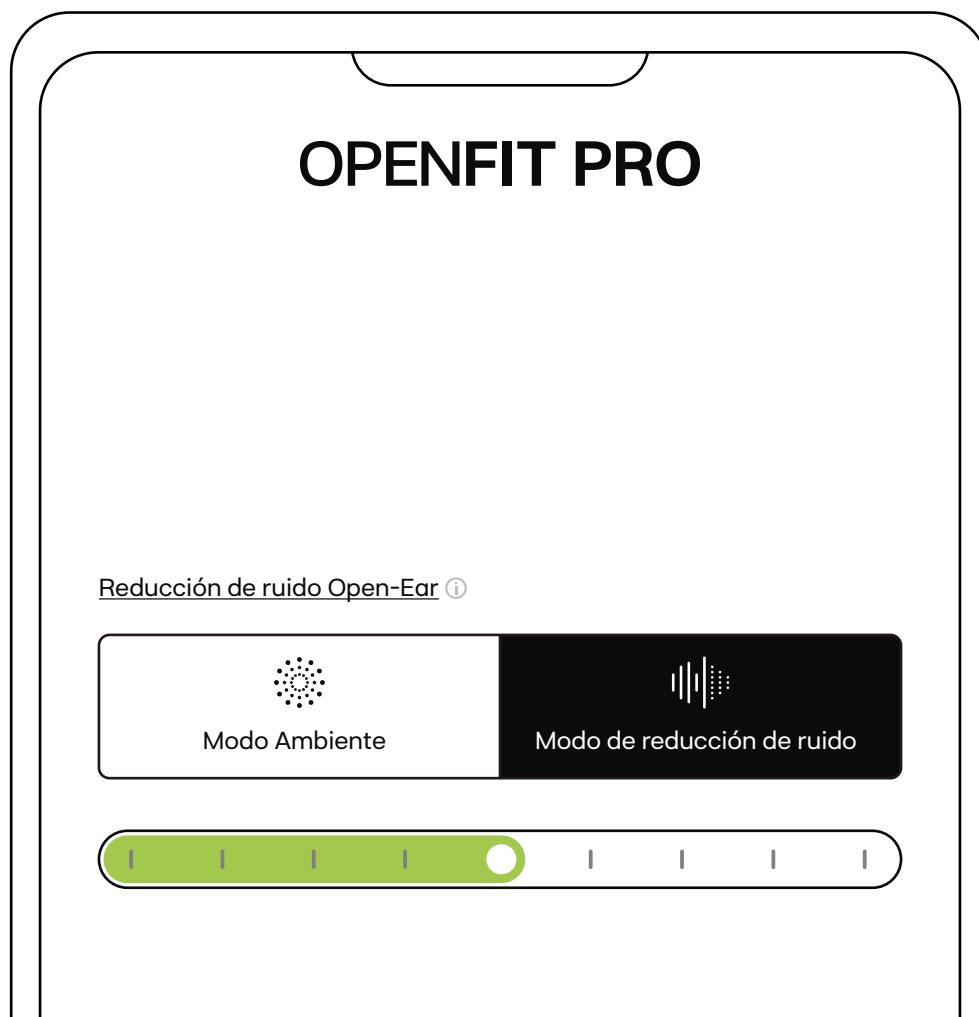 OPENFIT PRO
Reducción de ruido Open-Ear
Modo Ambiente
Modo de reducción de ruido